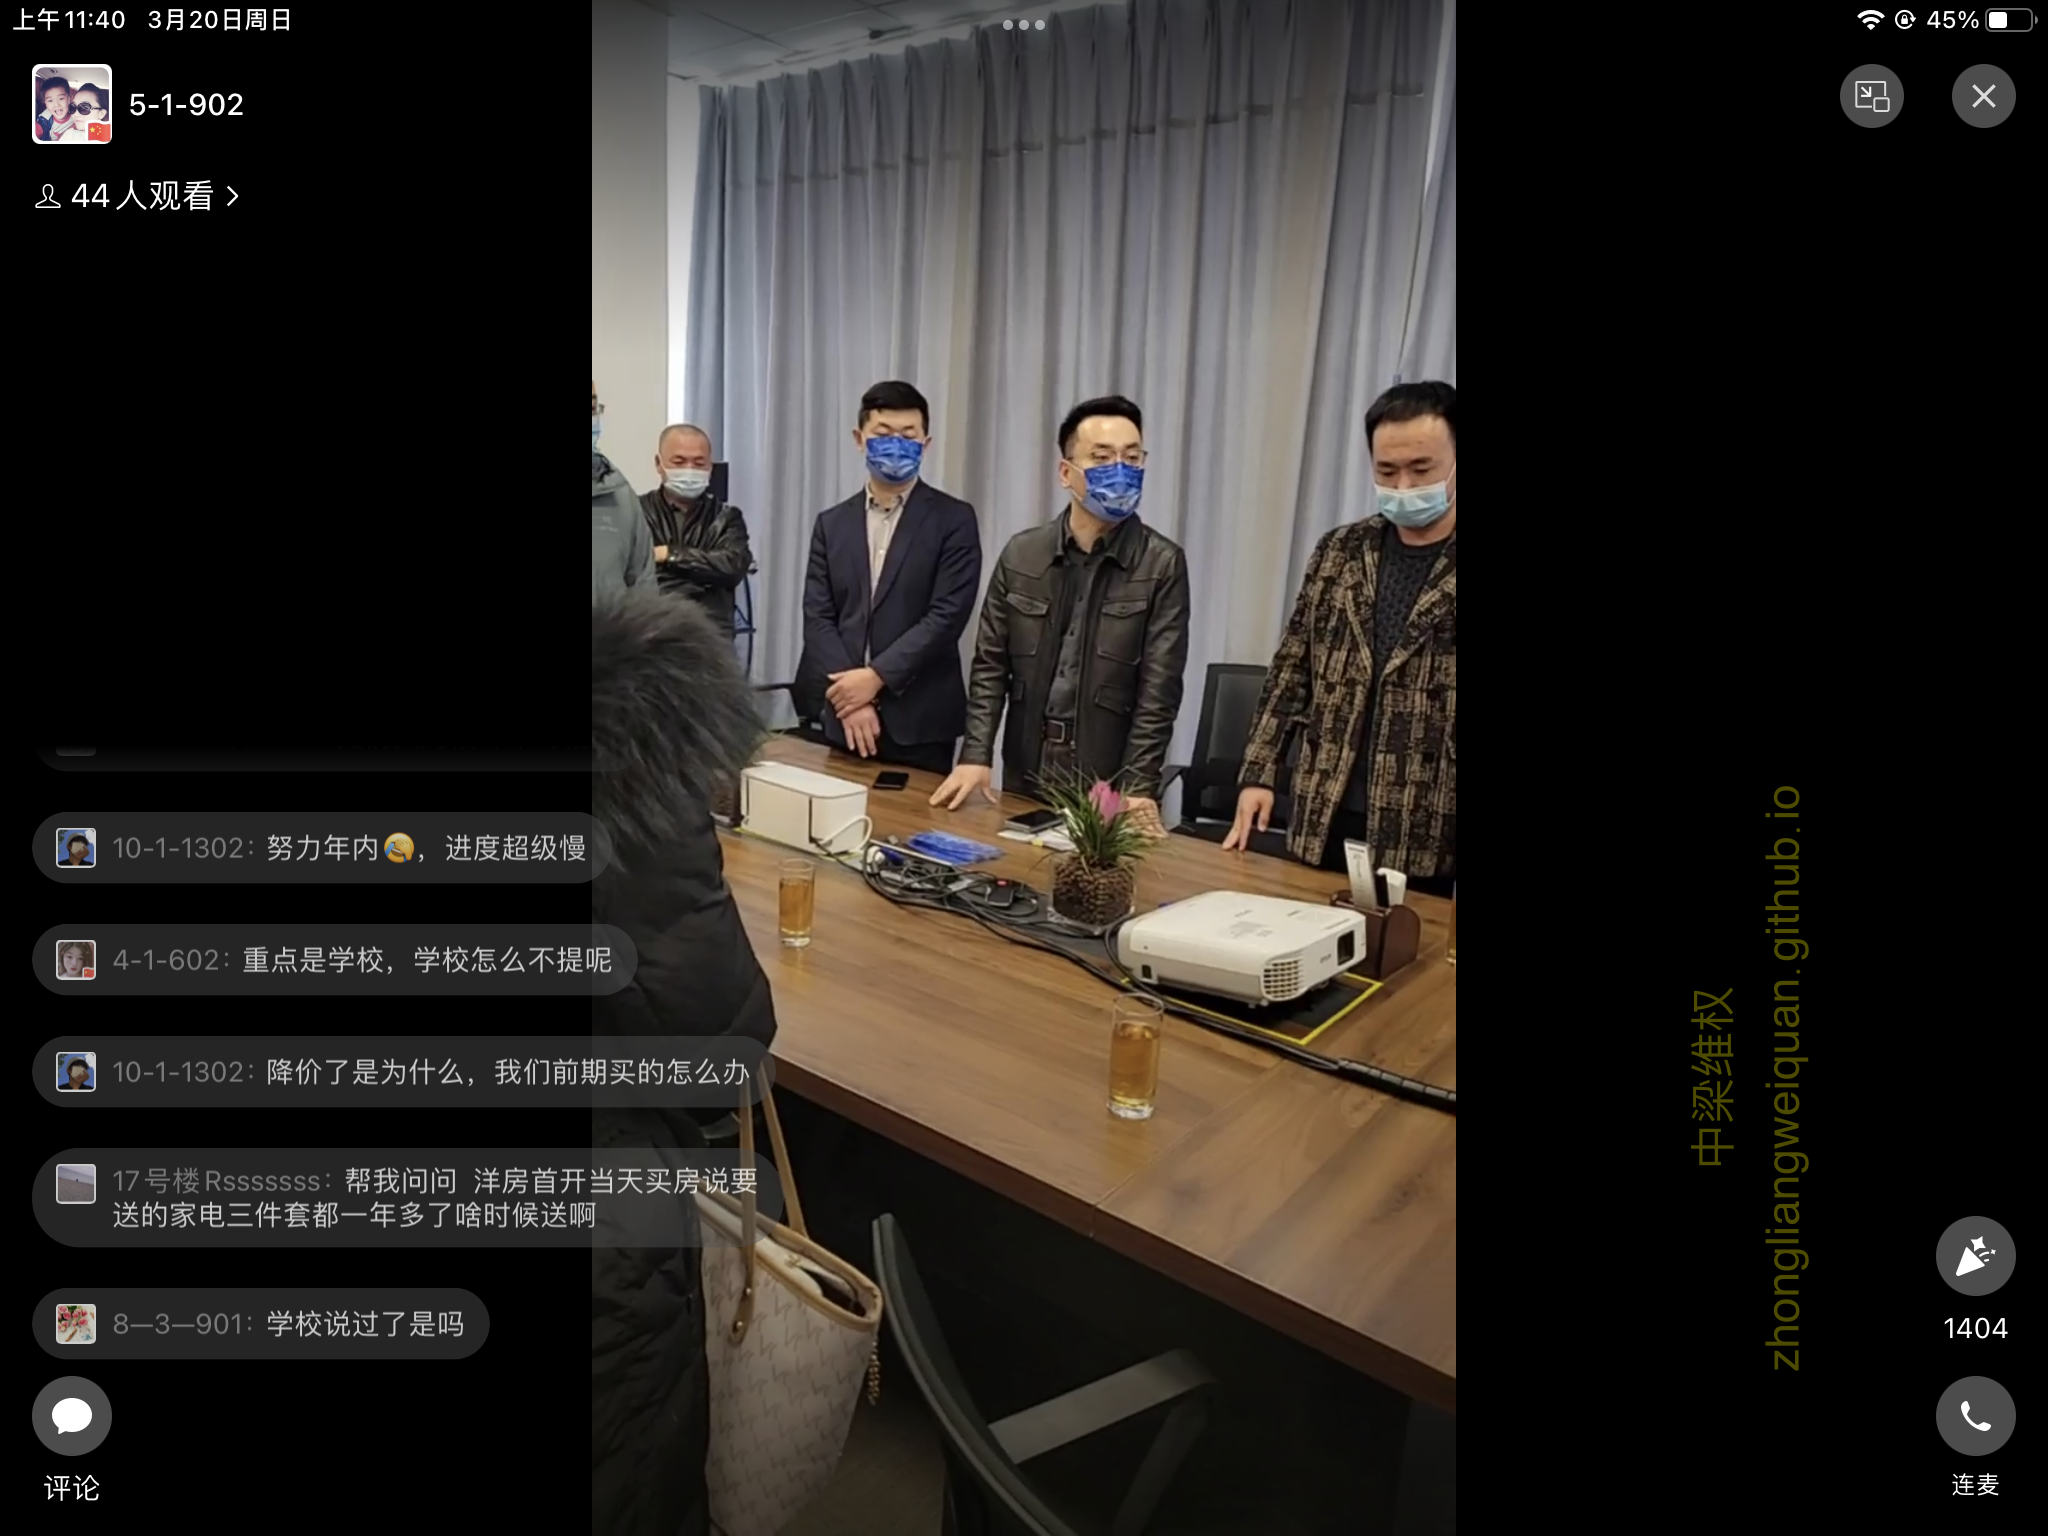 上午11:40 3月20日周日
45%
5-1-902
44人观看
10-1-1302：努力年内🤣，进度超级慢
4-1-602：重点是学校，学校怎么不提呢
10-1-1302：降价了是为什么，我们前期买的怎么办
17号楼Rsssssss：帮我问问 洋房首开当天买房说要
送的家电三件套都一年多了啥时候送啊
8—3—901：学校说过了是吗
评论
中梁维权
zhongliangweiquan.github.io
1404
连麦